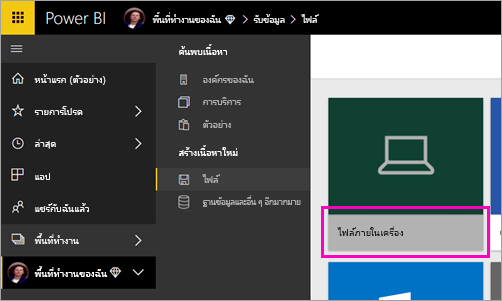 Power BI พื้นที่ทำงานของฉัน > รับข้อมูล > ไฟล์
ค้นพบเนื้อหา
หน้าแรก (ตัวอย่าง)
องค์กรของฉัน
รายการโปรด
การบริการ
ล่าสุด
ตัวอย่าง
แอป
สร้างเนื้อหาใหม่
ไฟล์
แชร์กับฉันแล้ว
ฐานข้อมูลและอื่น ๆ อีกมากมาย
พื้นที่ทำงาน
พื้นที่ทำงานของฉัน
ไฟล์ภายในเครื่อง